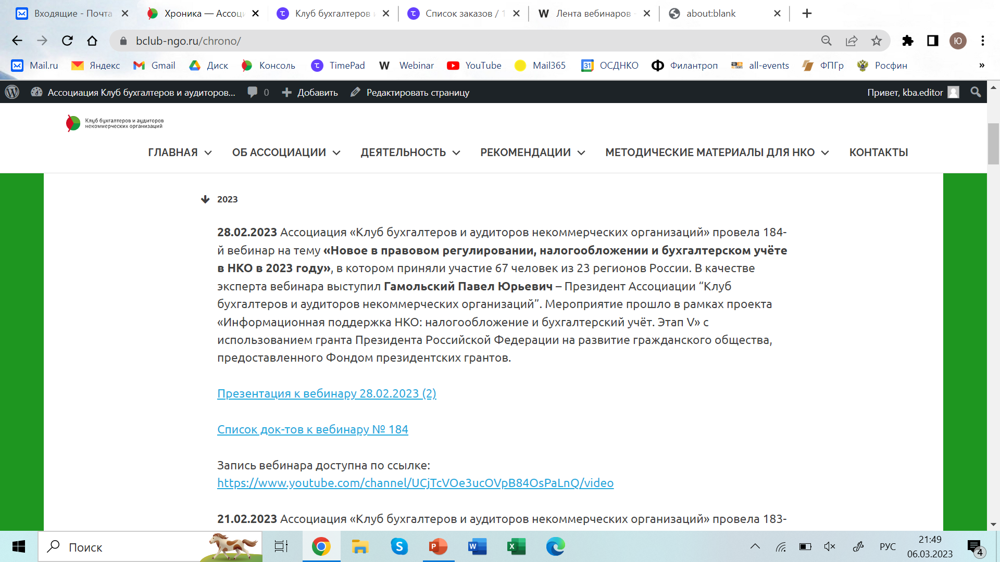 Входящие - Почта
Хроника — Ассоци
Клуб бухгалтеров и
Список заказов / 1
Лента вебинаров -
about:blank
bclub-ngo.ru/chrono/
Ю
Mail.ru
Яндекс
Gmail
Диск
Консоль
TimePad
Webinar
YouTube
Mail365
31
ОСДНКО
Филантроп
all-events
ФПГр
Росфин
»
Ассоциация Клуб бухгалтеров и аудиторов...
0
Добавить
Редактировать страницу
Привет, kba.editor
Клуб бухгалтеров и аудиторов
некоммерческих организаций
ГЛАВНАЯ
ОБ АССОЦИАЦИИ
ДЕЯТЕЛЬНОСТЬ
РЕКОМЕНДАЦИИ
МЕТОДИЧЕСКИЕ МАТЕРИАЛЫ ДЛЯ НКО
КОНТАКТЫ
2023
28.02.2023 Ассоциация «Клуб бухгалтеров и аудиторов некоммерческих организаций» провела 184-
й вебинар на тему «Новое в правовом регулировании, налогообложении и бухгалтерском учёте
в НКО в 2023 году», в котором приняли участие 67 человек из 23 регионов России. В качестве
эксперта вебинара выступил Гамольский Павел Юрьевич – Президент Ассоциации “Клуб
бухгалтеров и аудиторов некоммерческих организаций”. Мероприятие прошло в рамках проекта
«Информационная поддержка НКО: налогообложение и бухгалтерский учёт. Этап V» с
использованием гранта Президента Российской Федерации на развитие гражданского общества,
предоставленного Фондом президентских грантов.
Презентация к вебинару 28.02.2023 (2)
Список док-тов к вебинару № 184
Запись вебинара доступна по ссылке:
https://www.youtube.com/channel/UCjTcVOe3ucOVpB84OsPaLnQ/video
21.02.2023 Ассоциация «Клуб бухгалтеров и аудиторов некоммерческих организаций» провела 183-
Поиск
РУС
21:49
06.03.2023
4